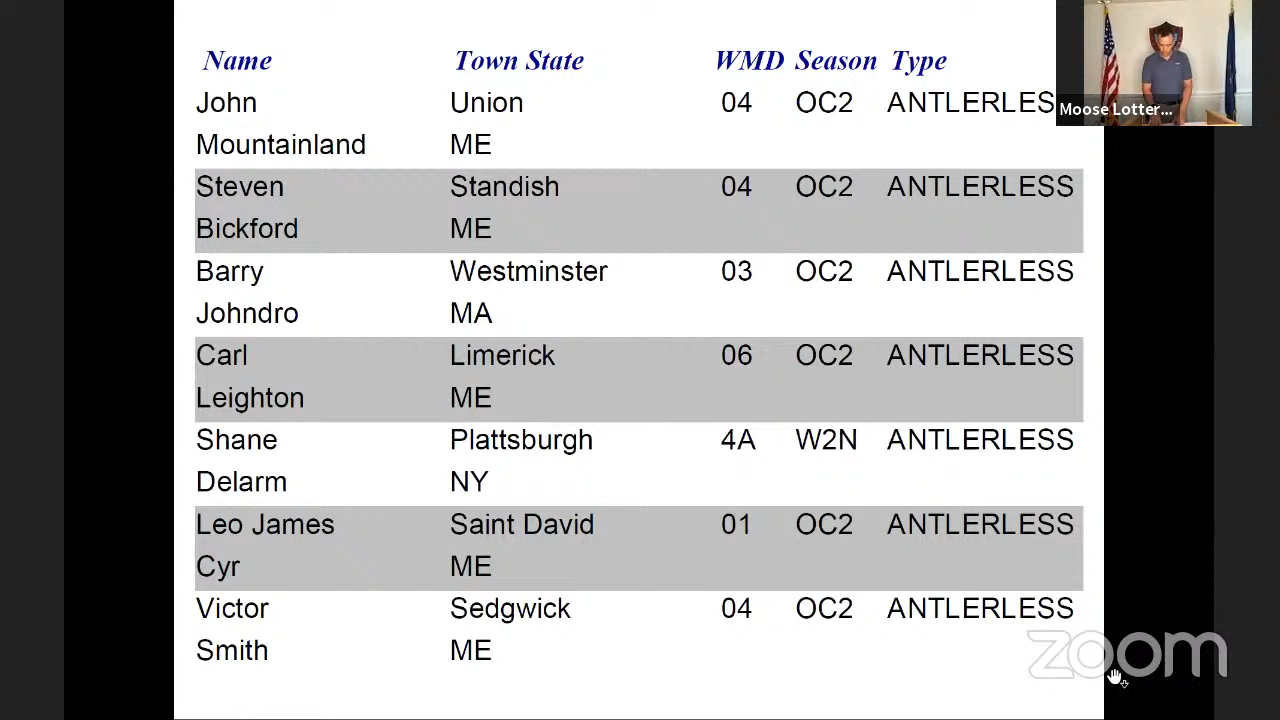 Name Town State WMD Season Type
John Union 04 OC2 ANTLERLES
Mountainland ME
Steven Standish 04 OC2 ANTLERLESS
Bickford ME
Barry Westminster 03 OC2 ANTLERLESS
Johndro MA
Carl Limerick 06 OC2 ANTLERLESS
Leighton ME
Shane Plattsburgh 4A W2N ANTLERLESS
Delarm NY
Leo James Saint David 01 OC2 ANTLERLESS
Cyr ME
Victor Sedgwick 04 OC2 ANTLERLESS
Smith ME
Moose Lotter...
zoom